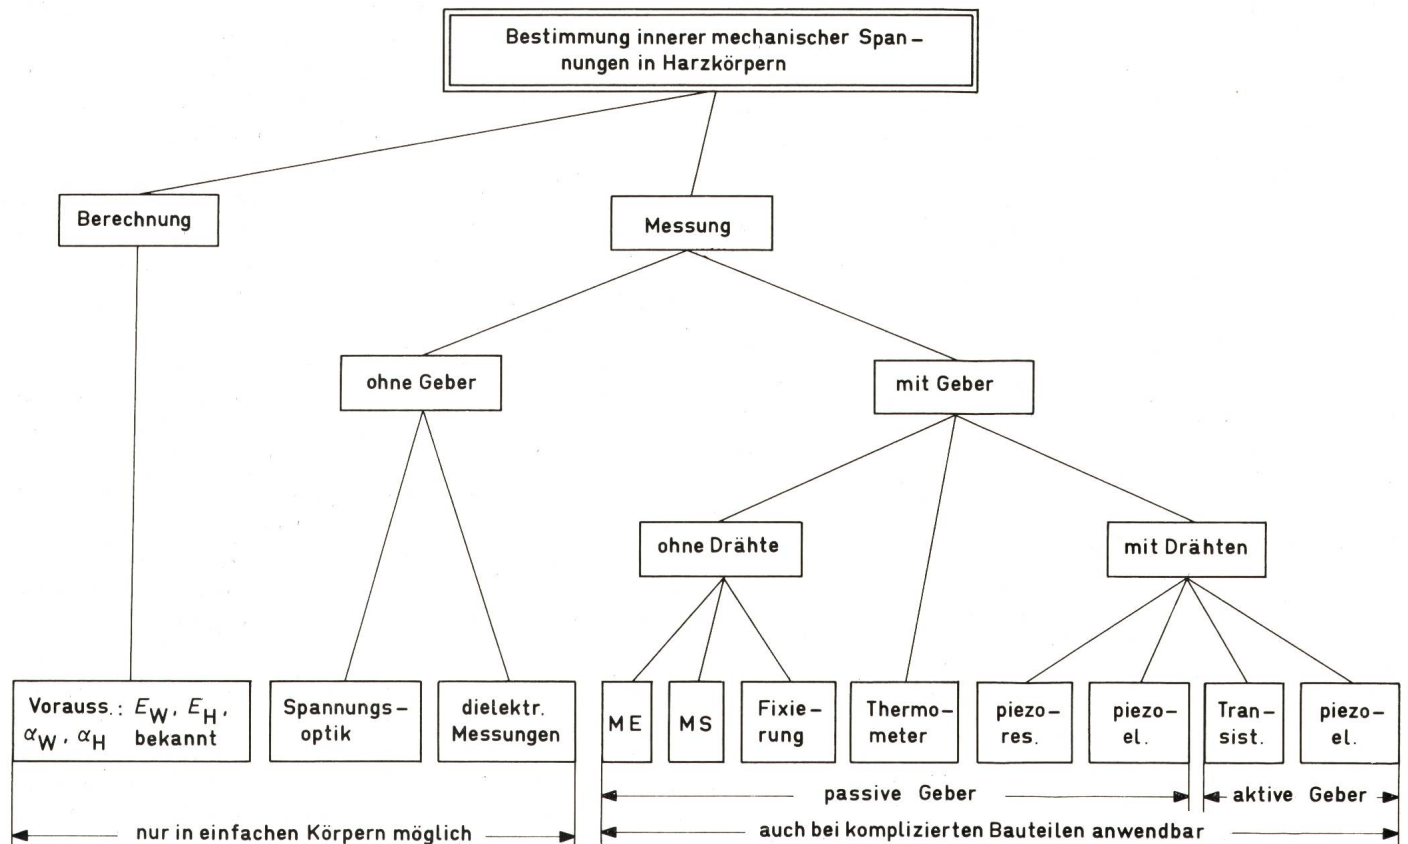 Bestimmung innerer mechanischer Span-
nungen in Harzkörpern
Berechnung
Messung
ohne Geber
mit Geber
ohne Drähte
mit Drähten
Vorauss.: E_W, E_H,
α_W, α_H bekannt
Spannungs-
optik
dielektr.
Messungen
ME
MS
Fixie-
rung
Thermo-
meter
piezo-
res.
piezo-
el.
Tran-
sist.
piezo-
el.
passive Geber
aktive Geber
nur in einfachen Körpern möglich
auch bei komplizierten Bauteilen anwendbar